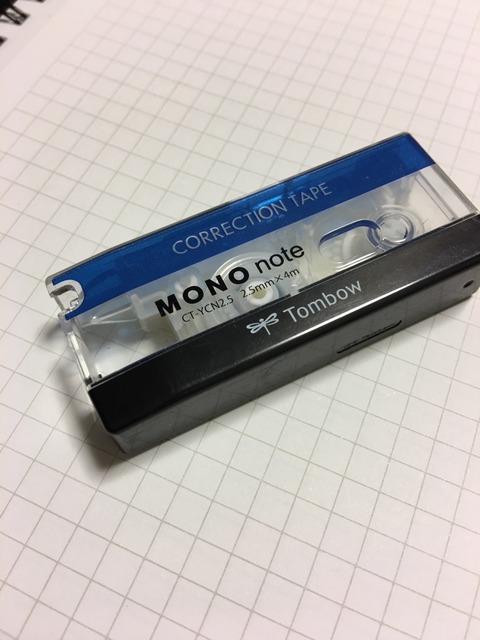 CORRECTION TAPE
MONO note
CT-YCN2.5 2.5mm×4m
Tombow